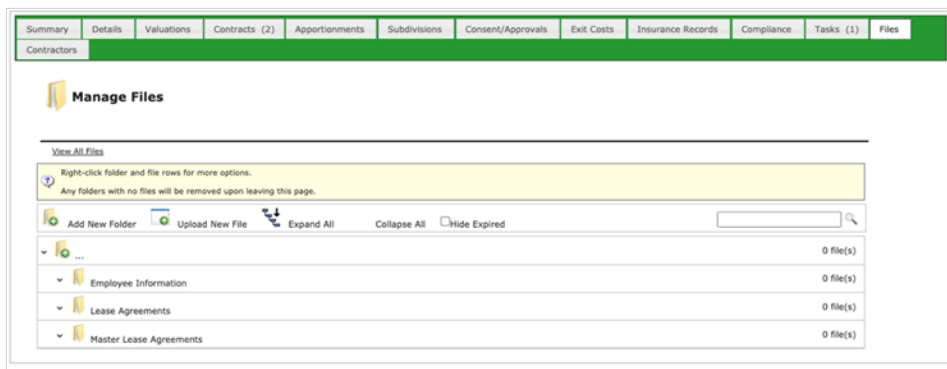 Summary Details Valuations Contracts (2) Apportionments Subdivisions Consent/Approvals Exit Costs Insurance Records Compliance Tasks (1) Files
Contractors
Manage Files
View All Files
Right-click folder and file rows for more options.
Any folders with no files will be removed upon leaving this page.
Add New Folder Upload New File Expand All Collapse All Hide Expired
... 0 file(s)
Employee Information 0 file(s)
Lease Agreements 0 file(s)
Master Lease Agreements 0 file(s)